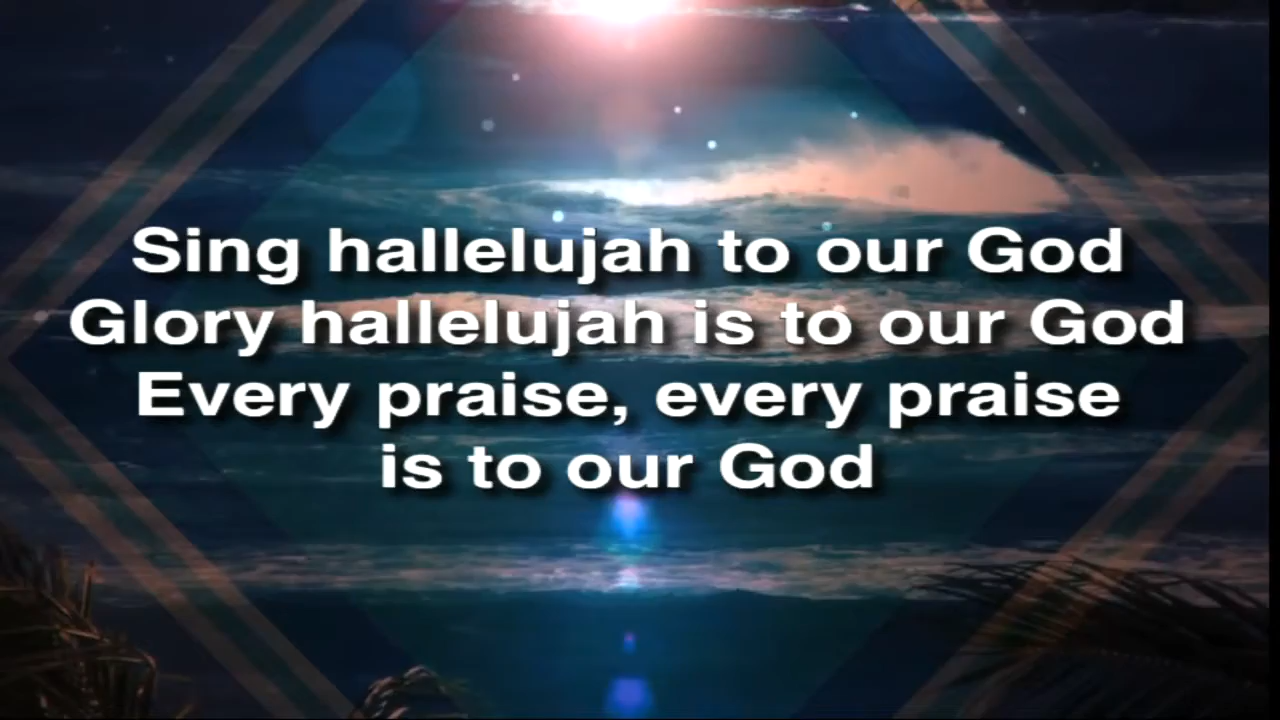 Sing hallelujah to our God
Glory hallelujah is to our God
Every praise, every praise
is to our God